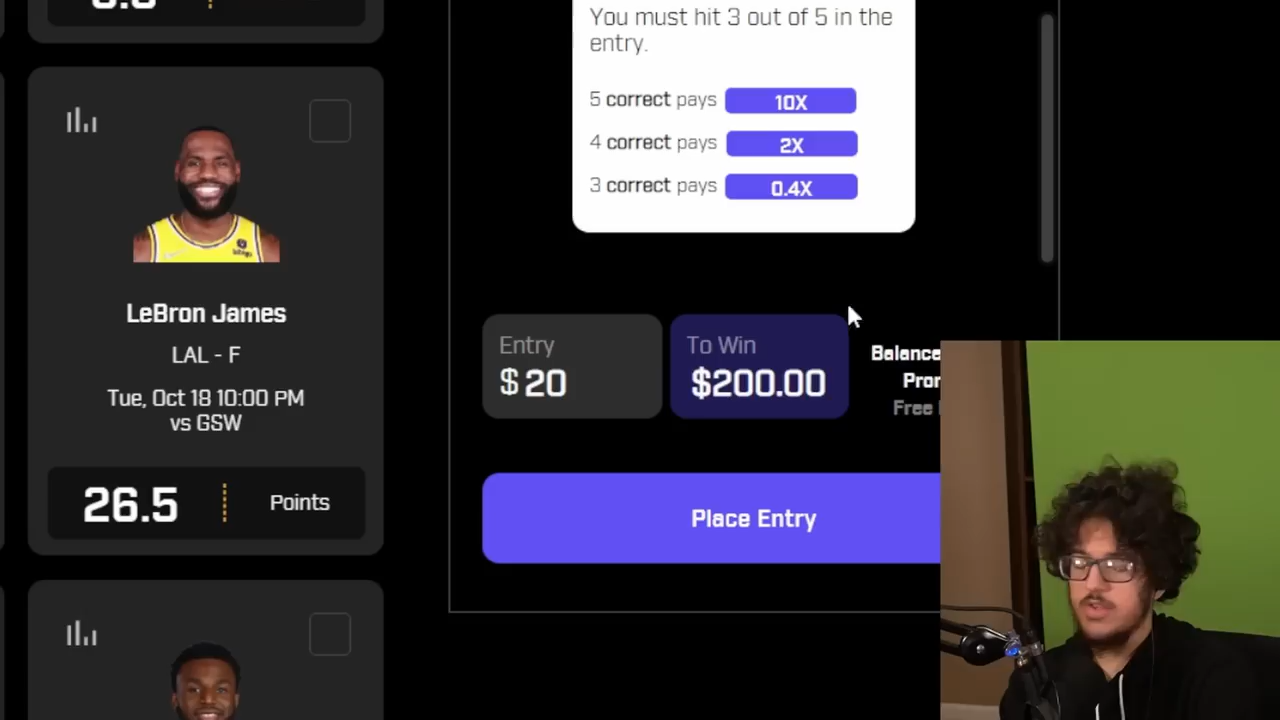 You must hit 3 out of 5 in the
entry.
5 correct pays 10X
4 correct pays 2X
3 correct pays 0.4X
LeBron James
LAL - F
Tue, Oct 18 10:00 PM
vs GSW
26.5 Points
Entry
$ 20
To Win
$200.00
Balance
Free
Place Entry